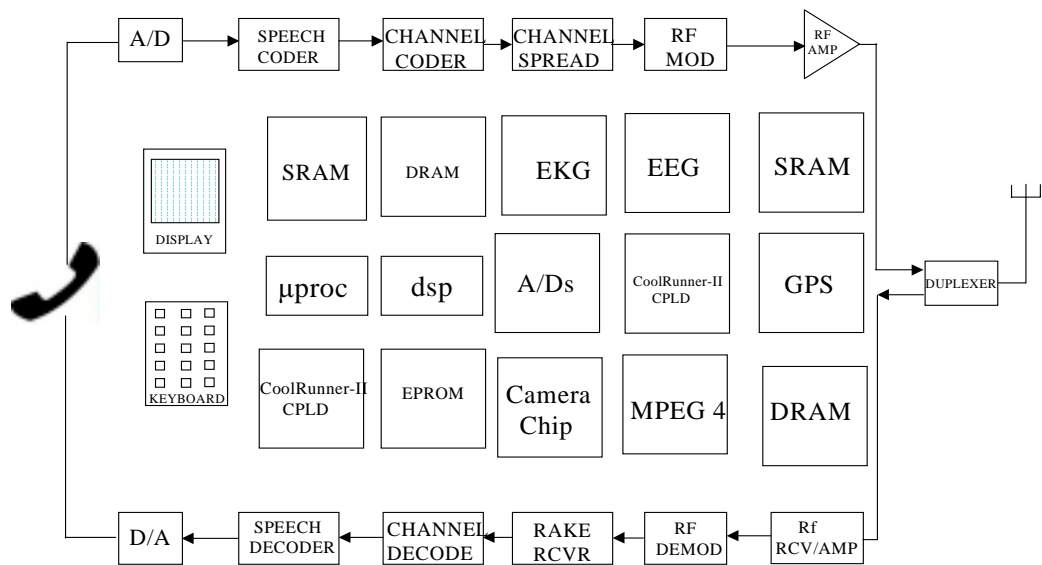 A/D
SPEECH
CODER
CHANNEL
CODER
CHANNEL
SPREAD
RF
MOD
RF
AMP
SRAM
DRAM
EKG
EEG
SRAM
DISPLAY
μproc
dsp
A/Ds
CoolRunner-II
CPLD
GPS
DUPLEXER
KEYBOARD
CoolRunner-II
CPLD
EPROM
Camera
Chip
MPEG 4
DRAM
D/A
SPEECH
DECODER
CHANNEL
DECODE
RAKE
RCVR
RF
DEMOD
Rf
RCV/AMP